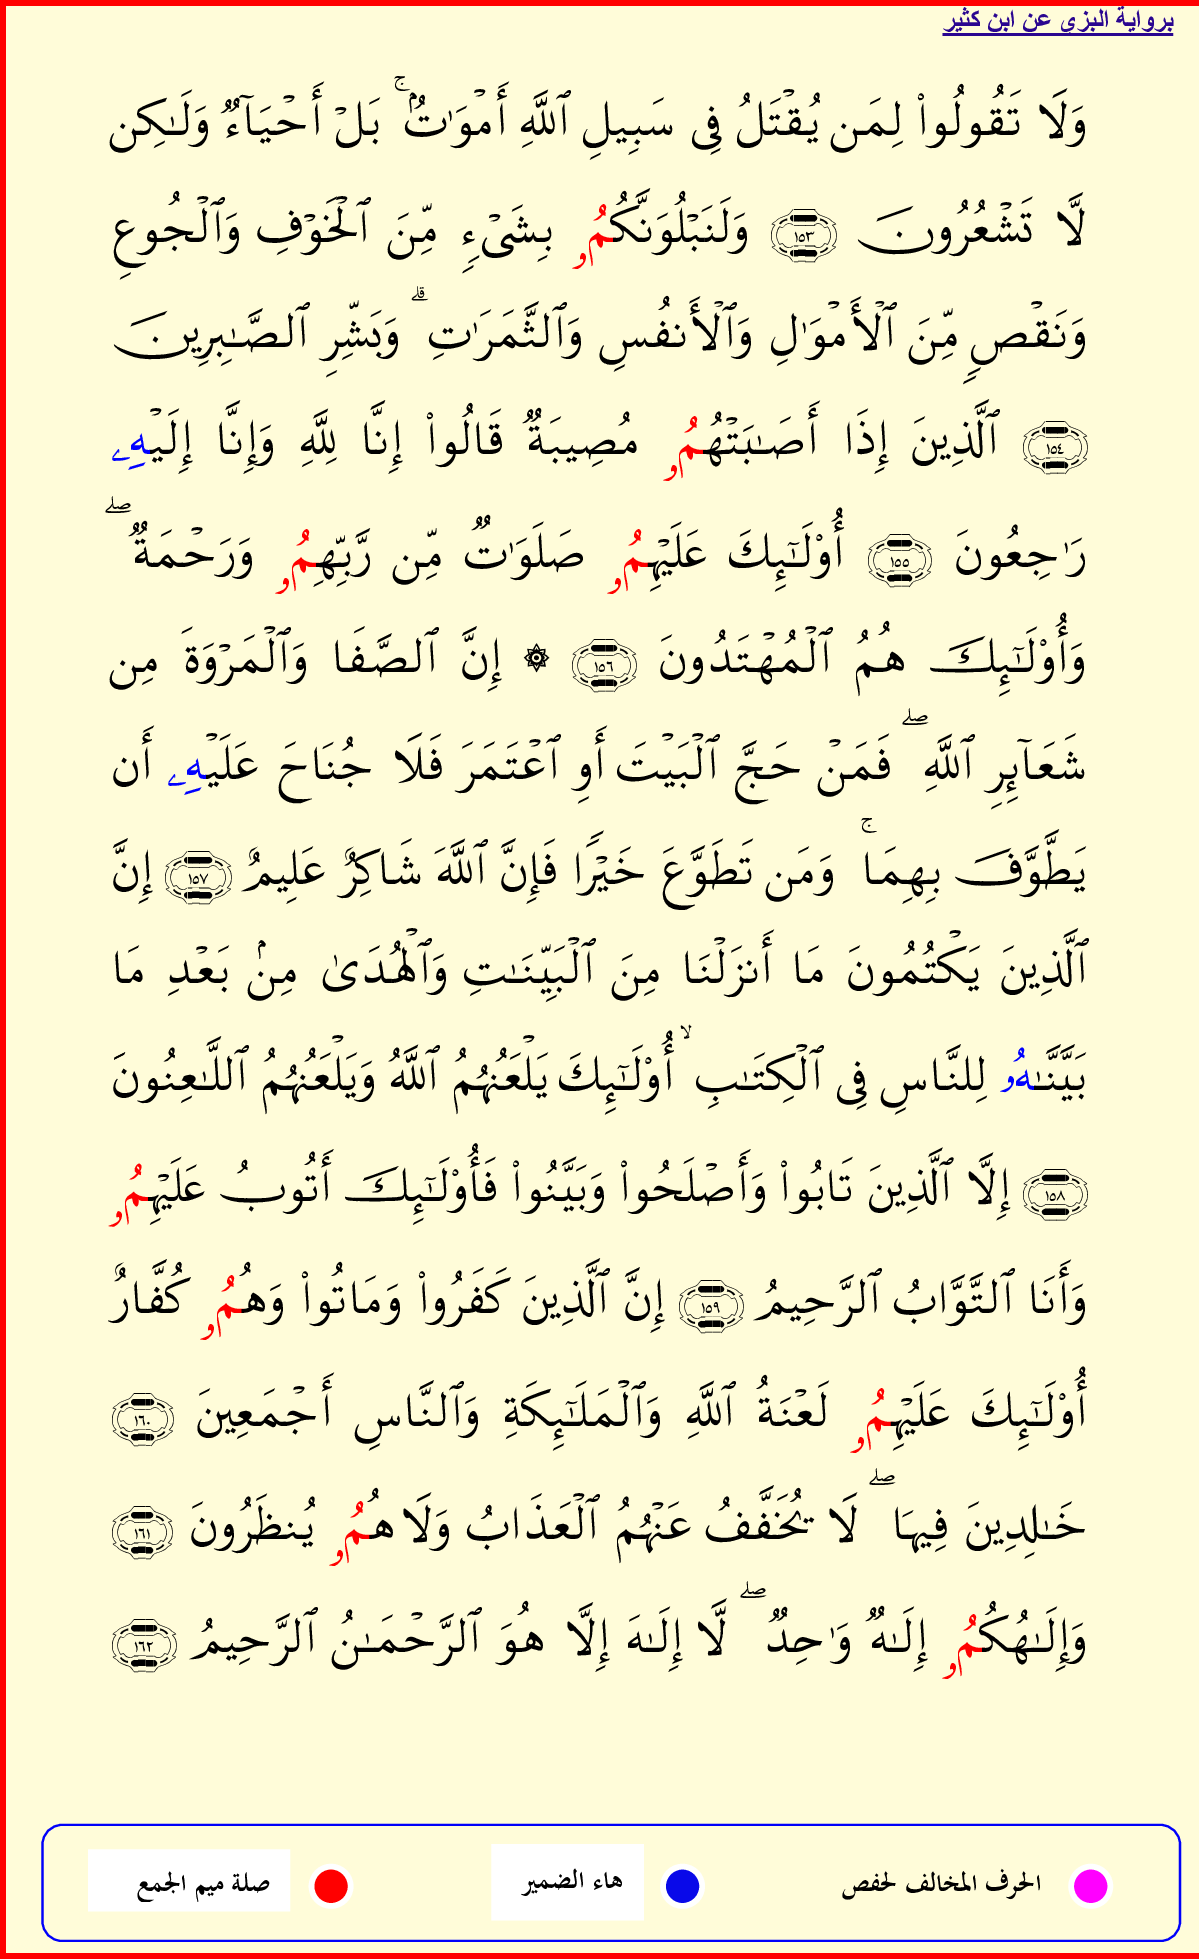 برواية البزي عن ابن كثير
وَلَا تَقُولُوا۟ لِمَن يُقْتَلُ فِى سَبِيلِ ٱللَّهِ أَمْوَٰتٌۢ ۚ بَلْ أَحْيَآءٌ وَلَٰكِن
لَّا تَشْعُرُونَ ١٥٣ وَلَنَبْلُوَنَّكُمُو بِشَىْءٍ مِّنَ ٱلْخَوْفِ وَٱلْجُوعِ
وَنَقْصٍ مِّنَ ٱلْأَمْوَٰلِ وَٱلْأَنفُسِ وَٱلثَّمَرَٰتِ ۗ وَبَشِّرِ ٱلصَّٰبِرِينَ
١٥٤ ٱلَّذِينَ إِذَا أَصَٰبَتْهُمُو مُصِيبَةٌ قَالُوا۟ إِنَّا لِلَّهِ وَإِنَّا إِلَيْهِۦ
رَٰجِعُونَ ١٥٥ أُو۟لَٰٓئِكَ عَلَيْهِمُو صَلَوَٰتٌ مِّن رَّبِّهِمُو وَرَحْمَةٌ ۖ
وَأُو۟لَٰٓئِكَ هُمُ ٱلْمُهْتَدُونَ ١٥٦ ۞ إِنَّ ٱلصَّفَا وَٱلْمَرْوَةَ مِن
شَعَآئِرِ ٱللَّهِ ۖ فَمَنْ حَجَّ ٱلْبَيْتَ أَوِ ٱعْتَمَرَ فَلَا جُنَاحَ عَلَيْهِۦ أَن
يَطَّوَّفَ بِهِمَا ۚ وَمَن تَطَوَّعَ خَيْرًا فَإِنَّ ٱللَّهَ شَاكِرٌ عَلِيمٌ ١٥٧ إِنَّ
ٱلَّذِينَ يَكْتُمُونَ مَا أَنزَلْنَا مِنَ ٱلْبَيِّنَٰتِ وَٱلْهُدَىٰ مِنۢ بَعْدِ مَا
بَيَّنَّٰهُۥ لِلنَّاسِ فِى ٱلْكِتَٰبِ ۙ أُو۟لَٰٓئِكَ يَلْعَنُهُمُ ٱللَّهُ وَيَلْعَنُهُمُ ٱللَّٰعِنُونَ
١٥٨ إِلَّا ٱلَّذِينَ تَابُوا۟ وَأَصْلَحُوا۟ وَبَيَّنُوا۟ فَأُو۟لَٰٓئِكَ أَتُوبُ عَلَيْهِمُو
وَأَنَا ٱلتَّوَّابُ ٱلرَّحِيمُ ١٥٩ إِنَّ ٱلَّذِينَ كَفَرُوا۟ وَمَاتُوا۟ وَهُمُو كُفَّارٌ
أُو۟لَٰٓئِكَ عَلَيْهِمُو لَعْنَةُ ٱللَّهِ وَٱلْمَلَٰٓئِكَةِ وَٱلنَّاسِ أَجْمَعِينَ ١٦٠
خَٰلِدِينَ فِيهَا ۖ لَا يُخَفَّفُ عَنْهُمُ ٱلْعَذَابُ وَلَا هُمُو يُنظَرُونَ ١٦١
وَإِلَٰهُكُمُو إِلَٰهٌ وَٰحِدٌ ۖ لَّا إِلَٰهَ إِلَّا هُوَ ٱلرَّحْمَٰنُ ٱلرَّحِيمُ ١٦٢
الحرف المخالف لحفص هاء الضمير صلة ميم الجمع